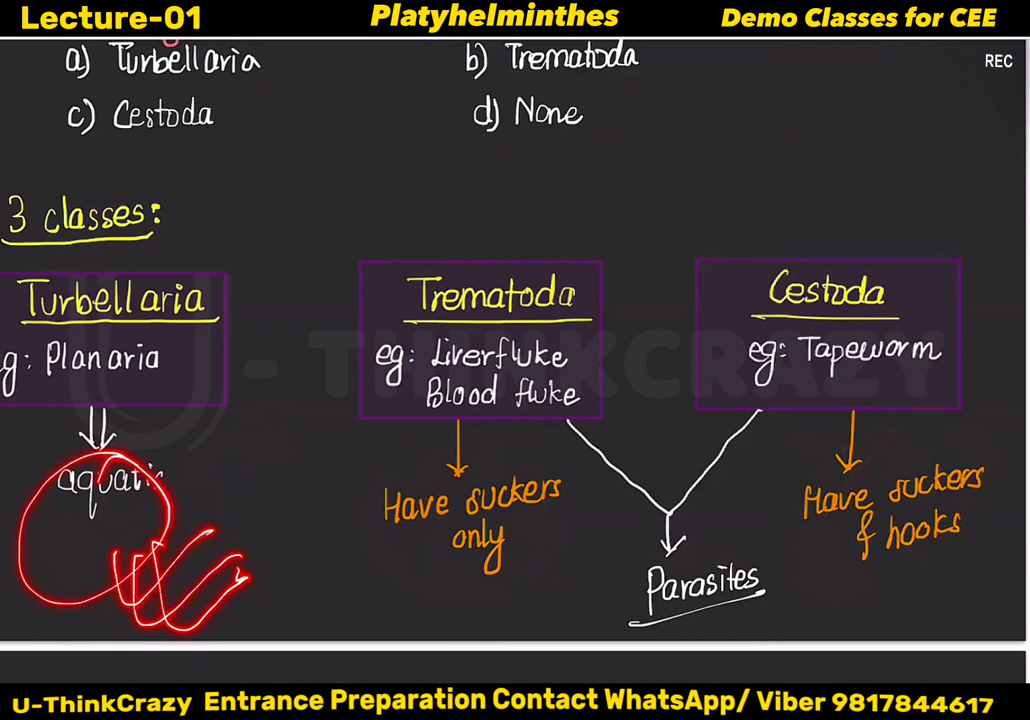 Lecture-01 Platyhelminthes Demo Classes for CEE
REC
a) Turbellaria b) Trematoda
c) Cestoda d) None
3 classes:
Turbellaria Trematoda Cestoda
g: Planaria eg: Liverfluke eg: Tapeworm
Blood fluke
U-THINKCRAZY
aquatic
Have suckers only
Have suckers & hooks
Parasites
U-ThinkCrazy Entrance Preparation Contact WhatsApp/ Viber 9817844617